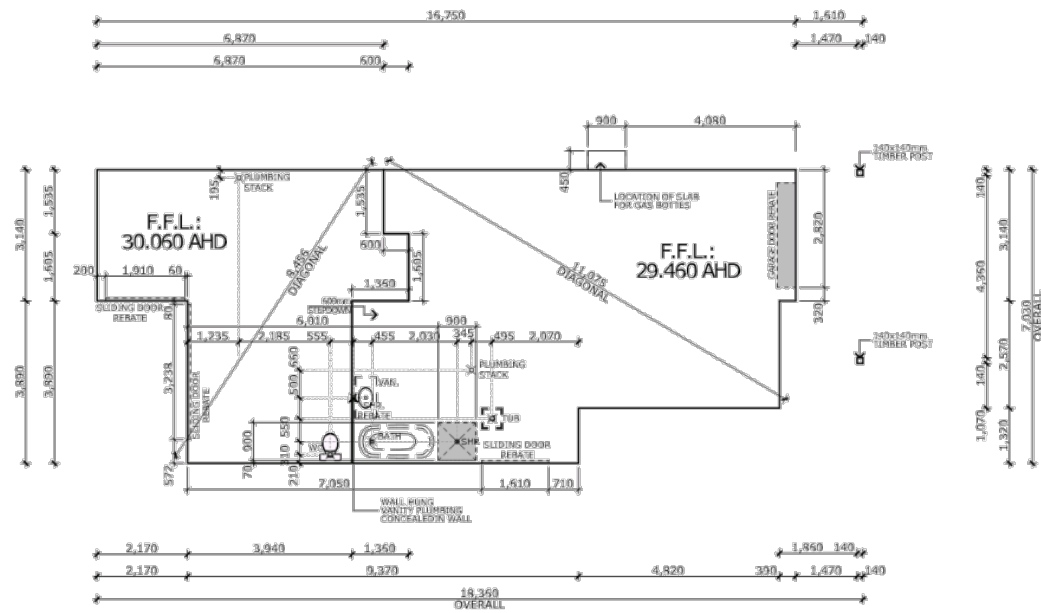 16,750
1,610
6,870
1,470
140
6,870
600
900
4,080
240x140mm
TIMBER POST
195
PLUMBING
STACK
450
1,535
1,535
LOCATION OF SLAB
FOR GAS BOTTES
GARAGE DOOR REBATE
2,820
140
3,140
3,140
F.F.L.:
30.060 AHD
8,456
DIAGONAL
600
1,605
1,605
11,075
DIAGONAL
F.F.L.:
29.460 AHD
4,360
7,030
OVERALL
200
1,910
60
1,360
SLIDING DOOR
REBATE
80
600mm
STEPDOWN
320
6,010
900
1,235
2,185
555
455
2,030
345
495
2,070
240x140mm
TIMBER POST
2,570
3,890
3,890
3,238
SLIDING DOOR
REBATE
660
500
550
PLUMBING
STACK
VAN.
REBATE
TUB
140
1,070
1,320
900
WC
BATH
SHR
SLIDING DOOR
REBATE
572
70
310
210
7,050
1,610
710
WALL HUNG
VANITY PLUMBING
CONCEALED IN WALL
2,170
3,940
1,360
1,860
140
2,170
9,370
4,820
390
1,470
140
18,360
OVERALL